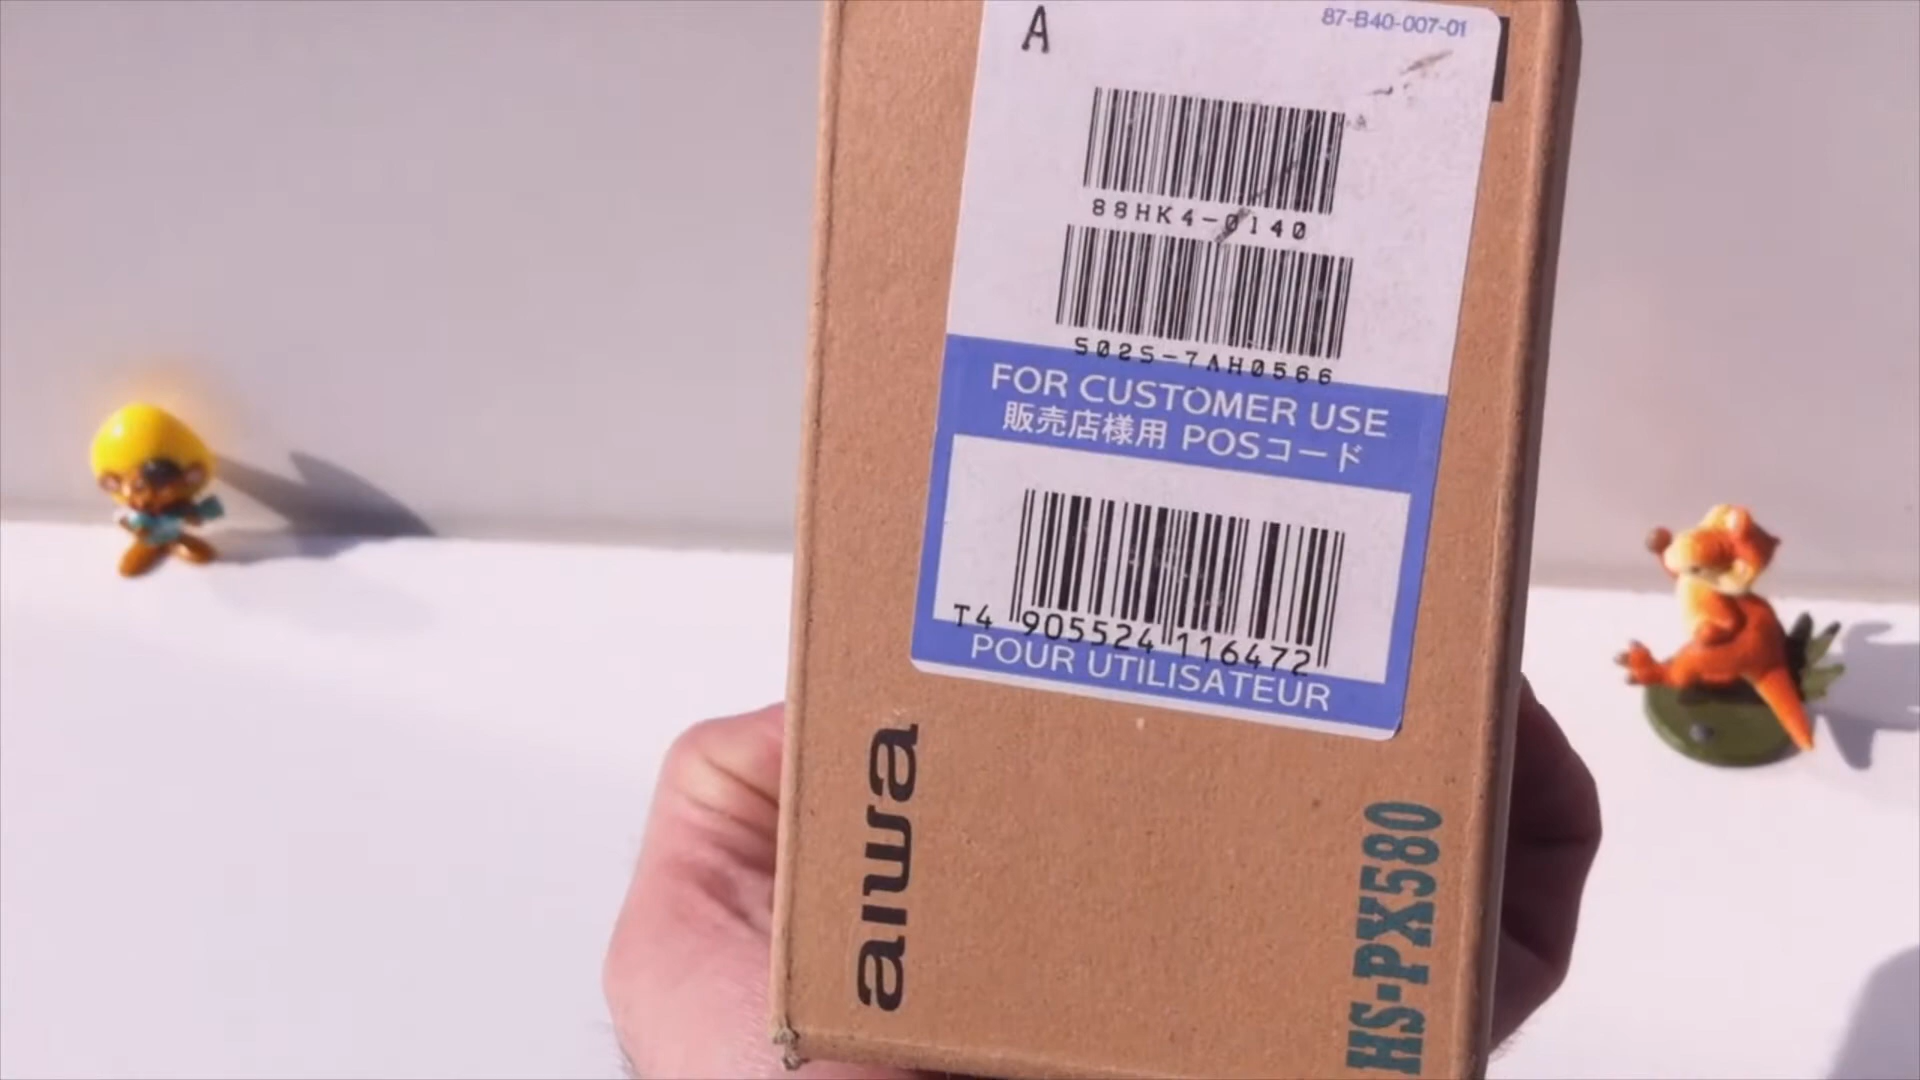 A
87-B40-007-01
88HK4-0140
502S-7AH0566
FOR CUSTOMER USE
販売店様用 POSコード
T4 905524 116472
POUR UTILISATEUR
aiwa
HS-PX580